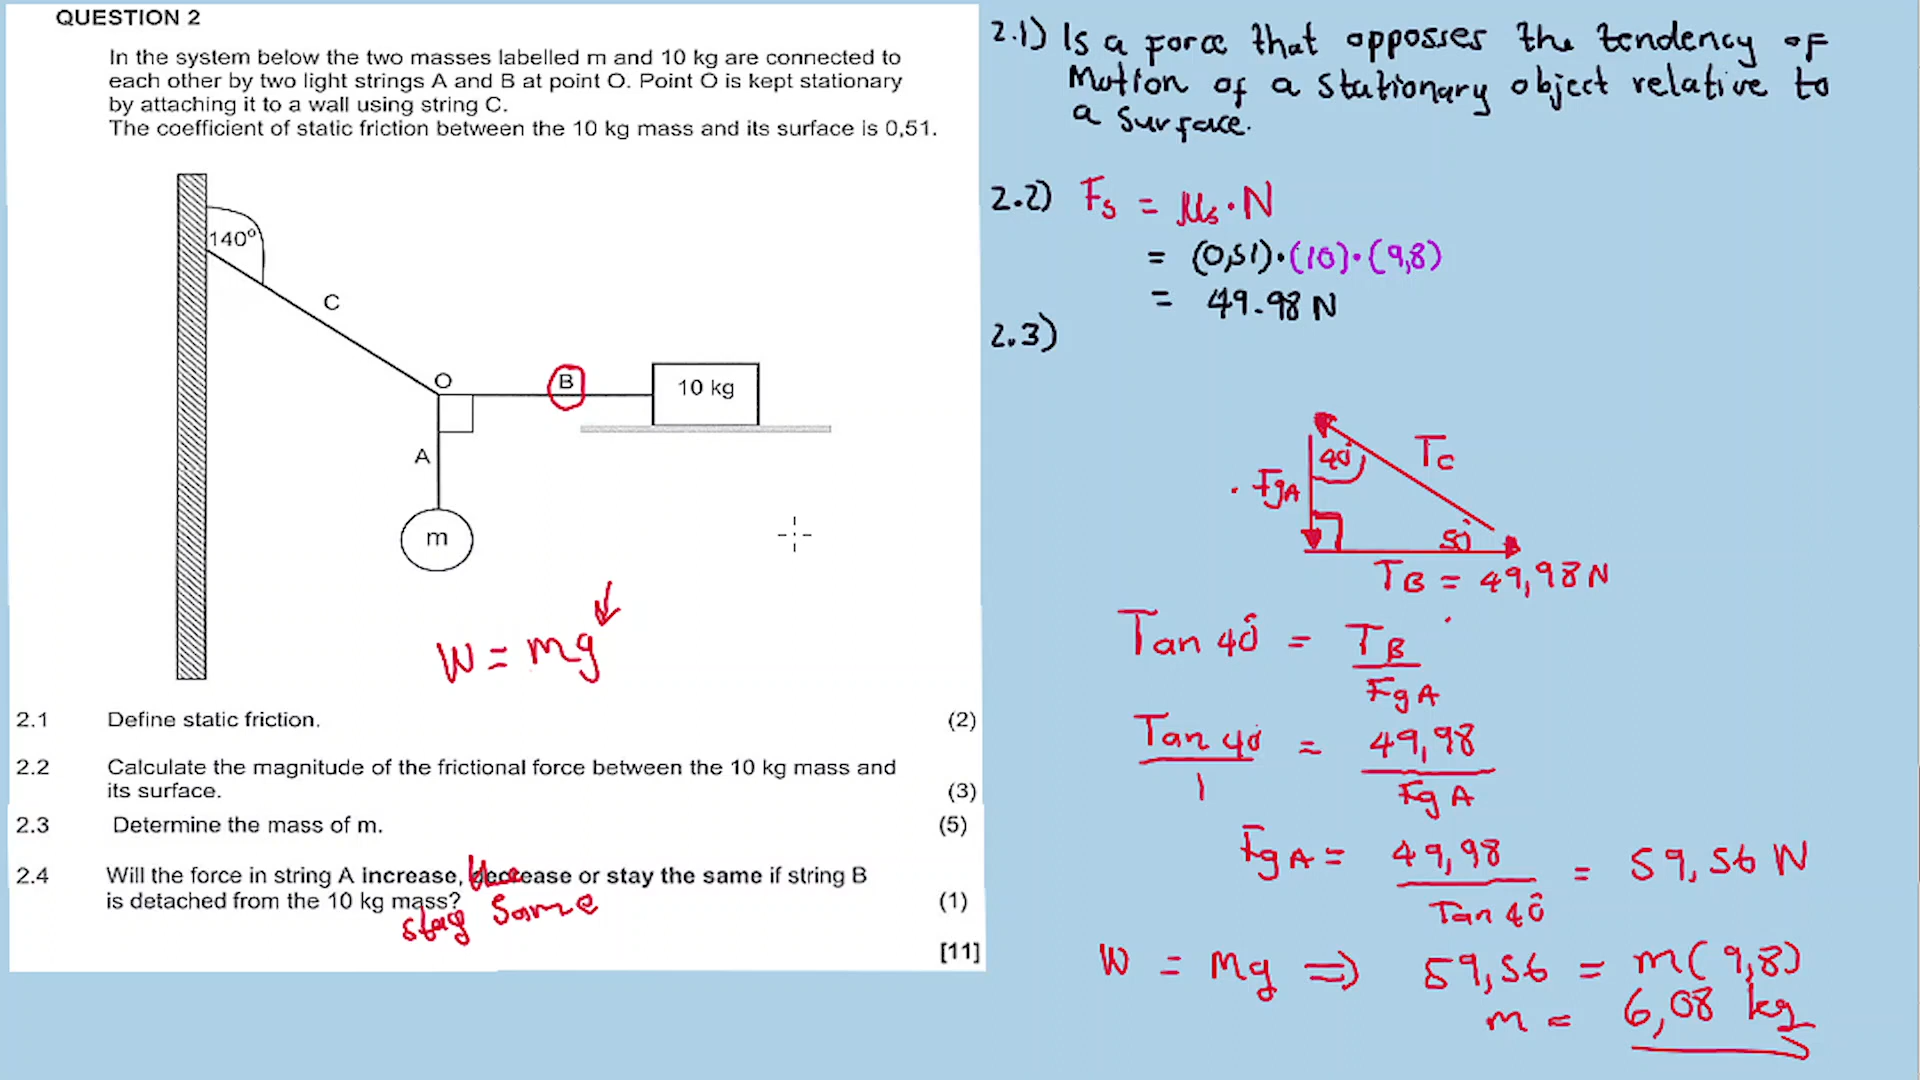 QUESTION 2
In the system below the two masses labelled m and 10 kg are connected to
each other by two light strings A and B at point O. Point O is kept stationary
by attaching it to a wall using string C.
The coefficient of static friction between the 10 kg mass and its surface is 0,51.
140°
C
O
B
10 kg
A
m
W = mg
2.1 Define static friction. (2)
2.2 Calculate the magnitude of the frictional force between the 10 kg mass and
its surface. (3)
2.3 Determine the mass of m. (5)
2.4 Will the force in string A increase, decrease or stay the same if string B
is detached from the 10 kg mass? (1)
the
stay same
[11]
2.1) Is a force that opposses the tendency of
Motion of a stationary object relative to
a surface.
2.2) Fs = μs·N
= (0,51)·(10)·(9,8)
= 49.98 N
2.3)
40°
Tc
FgA
50°
TB = 49,98 N
Tan 40° = TB / FgA
Tan 40° / 1 = 49,98 / FgA
FgA = 49,98 / Tan 40° = 59,56 N
W = Mg ⇒ 59,56 = m(9,8)
m = 6,08 kg